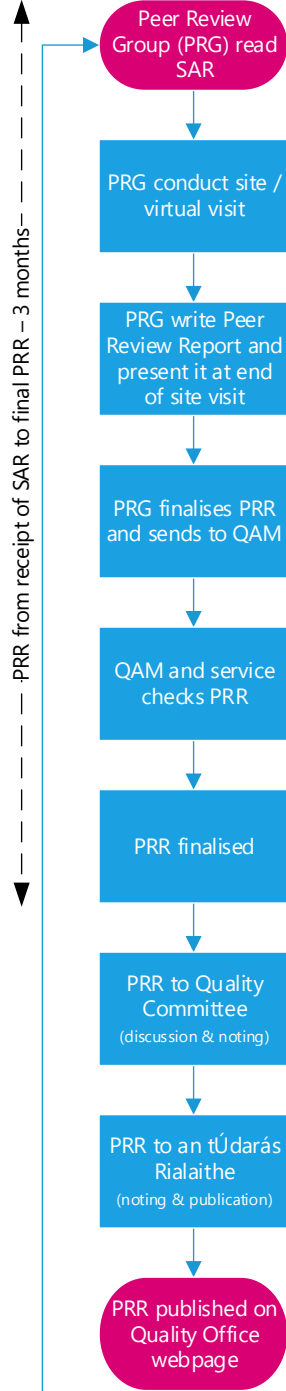 Peer Review
Group (PRG) read
SAR
PRG conduct site /
virtual visit
PRG write Peer
Review Report and
present it at end
of site visit
PRG finalises PRR
and sends to QAM
QAM and service
checks PRR
PRR finalised
PRR to Quality
Committee
(discussion & noting)
PRR to an tÚdarás
Rialaithe
(noting & publication)
PRR published on
Quality Office
webpage
PRR from receipt of SAR to final PRR – 3 months